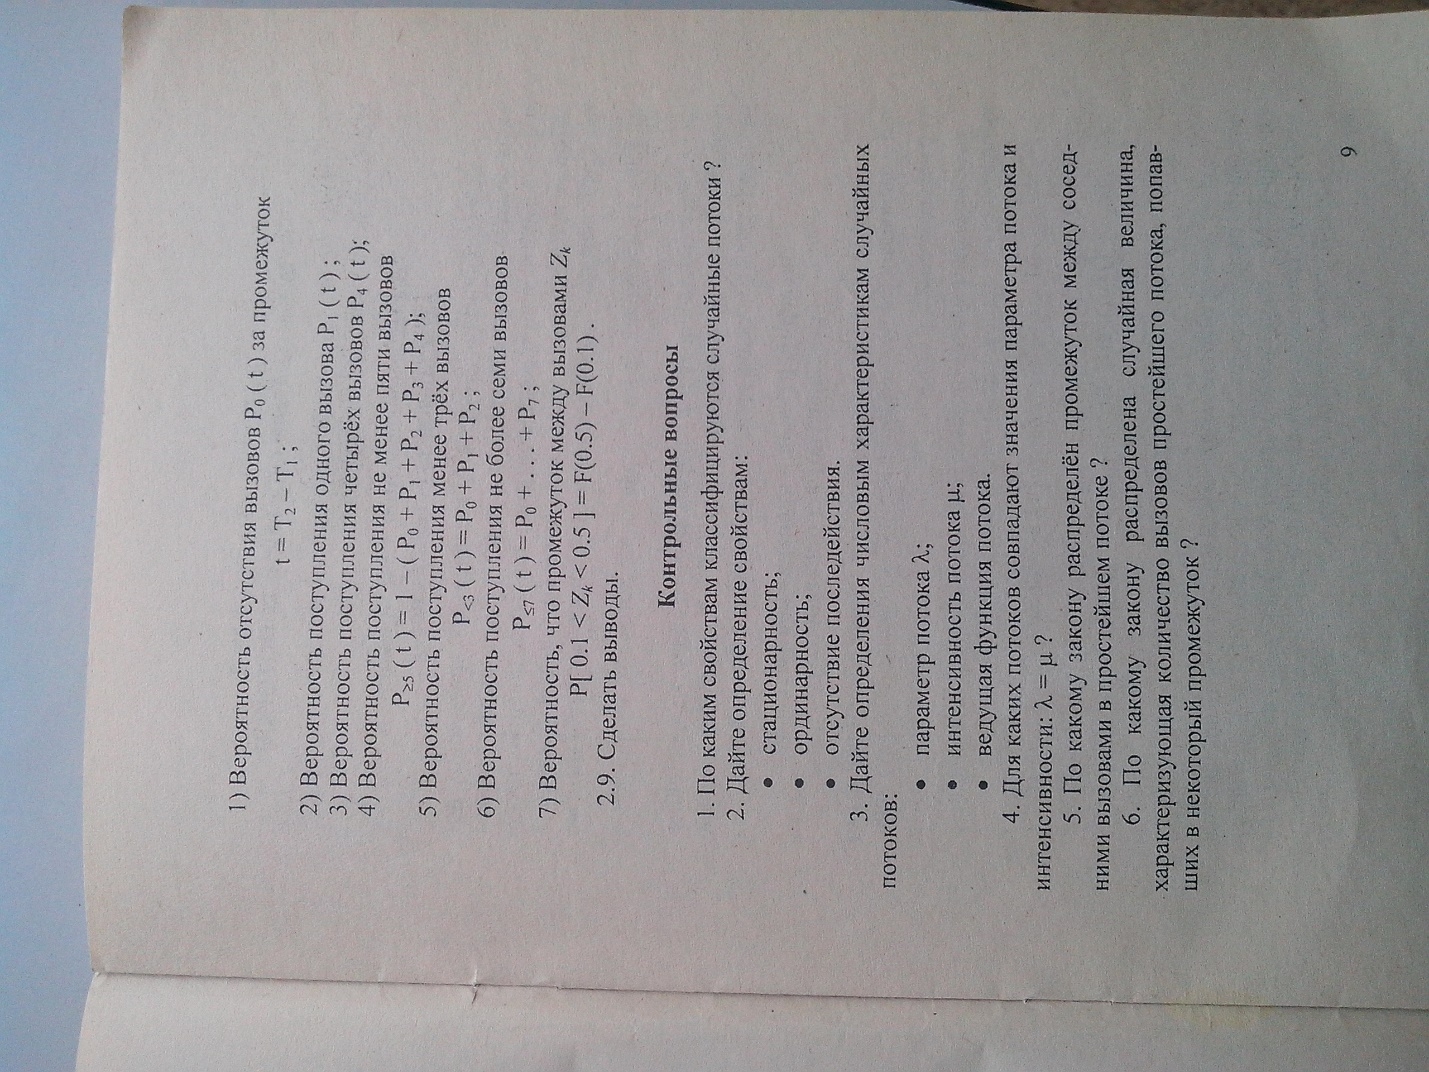 1) Вероятность отсутствия вызовов P₀ ( t ) за промежуток
t = T₂ – T₁ ;
2) Вероятность поступления одного вызова P₁ ( t ) ;
3) Вероятность поступления четырёх вызовов P₄ ( t );
4) Вероятность поступления не менее пяти вызовов
P≥₅ ( t ) = 1 – ( P₀ + P₁ + P₂ + P₃ + P₄ );
5) Вероятность поступления менее трёх вызовов
P<₃ ( t ) = P₀ + P₁ + P₂ ;
6) Вероятность поступления не более семи вызовов
P≤₇ ( t ) = P₀ + . . . + P₇ ;
7) Вероятность, что промежуток между вызовами Zₖ
P[ 0.1 < Zₖ < 0.5 ] = F(0.5) – F(0.1) .
2.9. Сделать выводы.
Контрольные вопросы
1. По каким свойствам классифицируются случайные потоки ?
2. Дайте определение свойствам:
• стационарность;
• ординарность;
• отсутствие последействия.
3. Дайте определения числовым характеристикам случайных
потоков:
• параметр потока λ;
• интенсивность потока μ;
• ведущая функция потока.
4. Для каких потоков совпадают значения параметра потока и
интенсивности: λ = μ ?
5. По какому закону распределён промежуток между сосед-
ними вызовами в простейшем потоке ?
6. По какому закону распределена случайная величина,
характеризующая количество вызовов простейшего потока, попав-
ших в некоторый промежуток ?
9